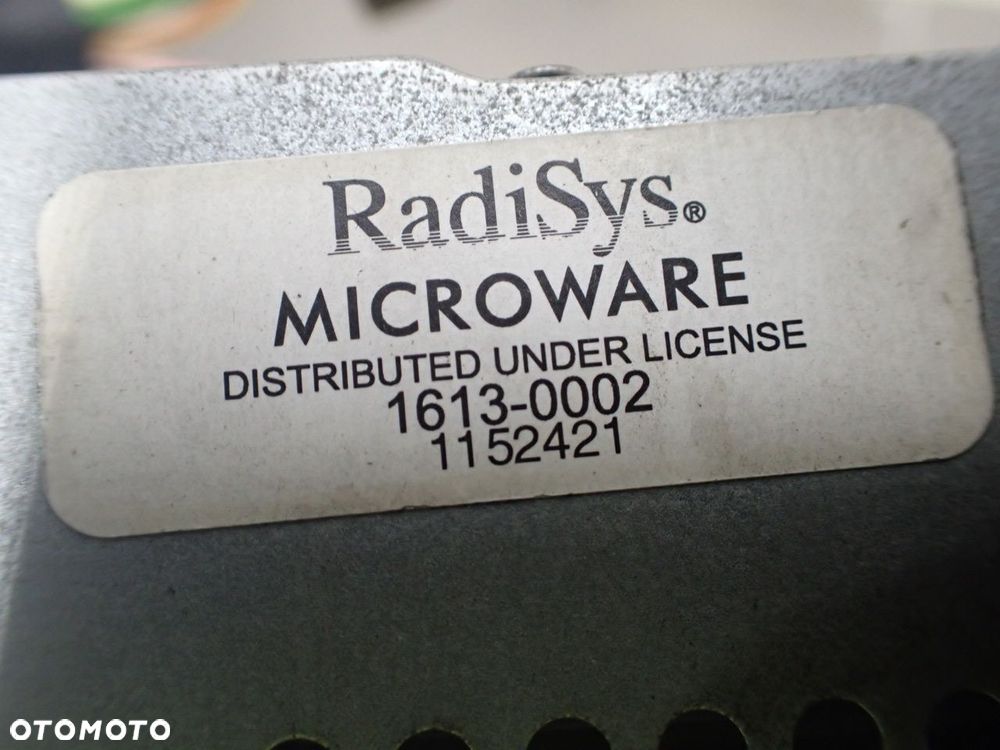 RadiSys®
MICROWARE
DISTRIBUTED UNDER LICENSE
1613-0002
1152421
OTOMOTO